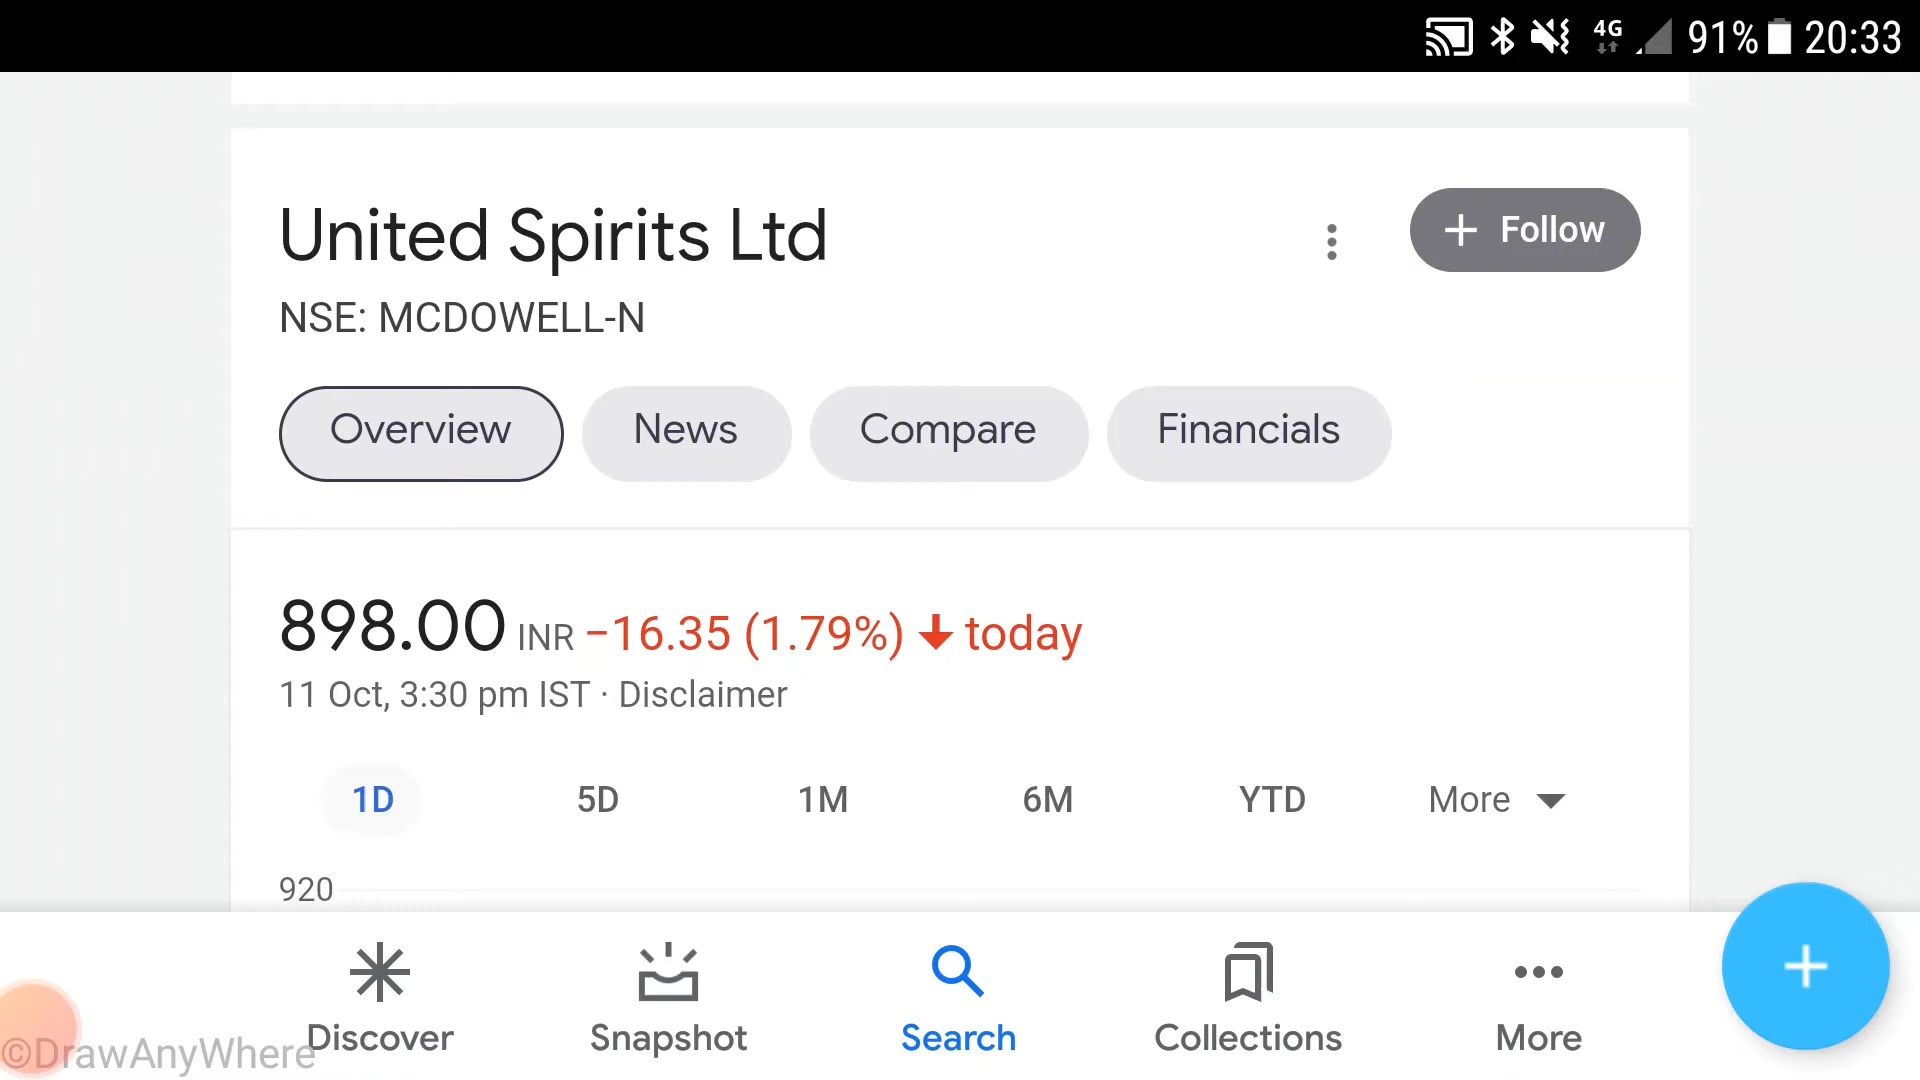 4G 91% 20:33
United Spirits Ltd
+ Follow
NSE: MCDOWELL-N
Overview News Compare Financials
898.00 INR −16.35 (1.79%) ↓ today
11 Oct, 3:30 pm IST · Disclaimer
1D 5D 1M 6M YTD More
920
Discover Snapshot Search Collections More
©DrawAnyWhere